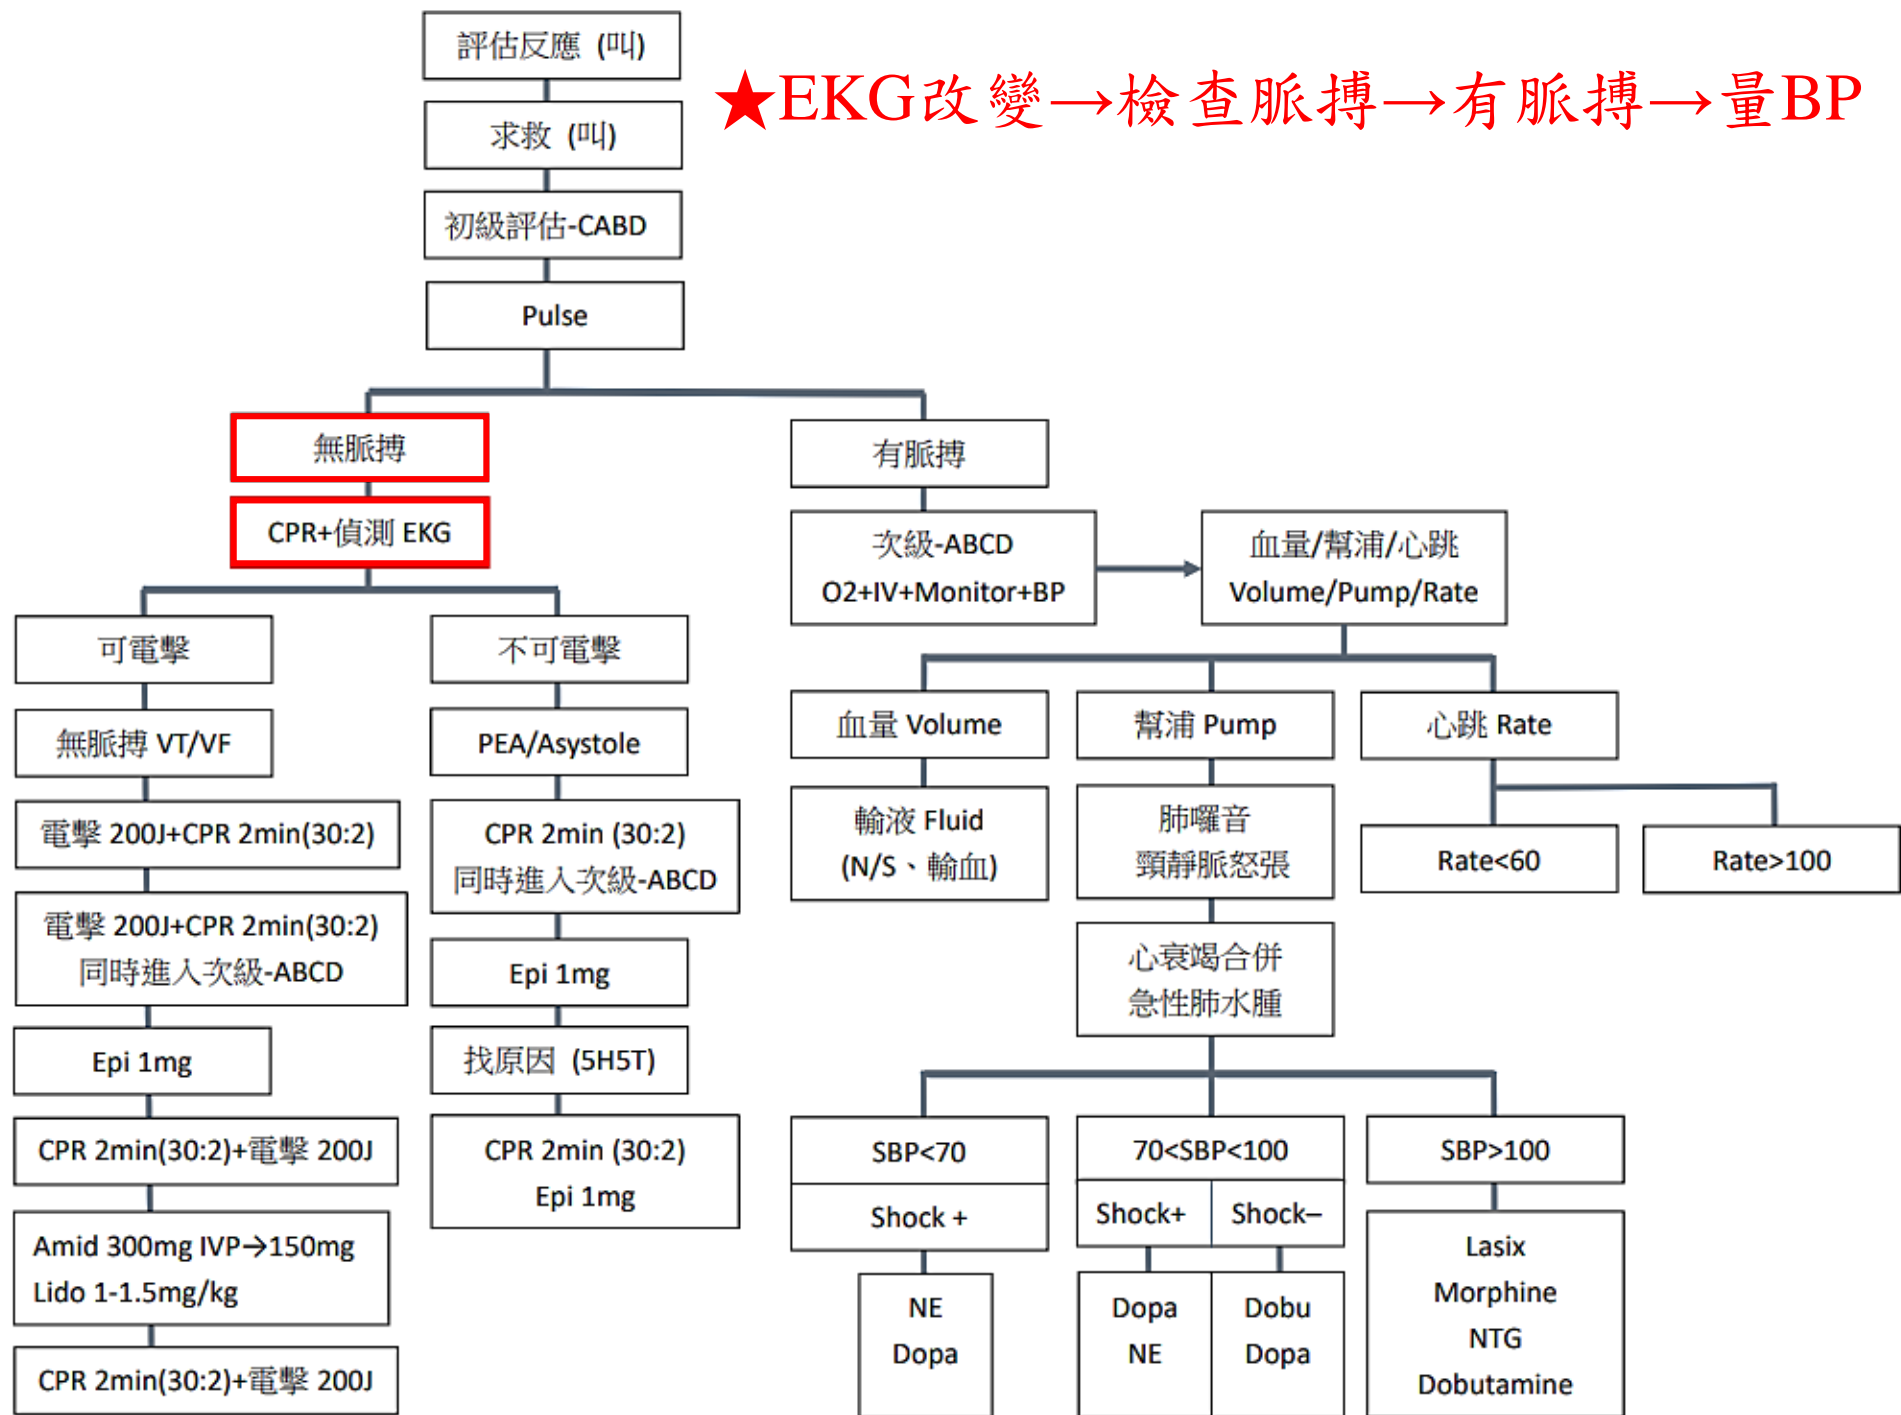 評估反應 (叫)
★EKG改變→檢查脈搏→有脈搏→量BP
求救 (叫)
初級評估-CABD
Pulse
無脈搏
CPR+偵測 EKG
可電擊
無脈搏 VT/VF
電擊 200J+CPR 2min(30:2)
電擊 200J+CPR 2min(30:2)
同時進入次級-ABCD
Epi 1mg
CPR 2min(30:2)+電擊 200J
Amid 300mg IVP→150mg
Lido 1-1.5mg/kg
CPR 2min(30:2)+電擊 200J
不可電擊
PEA/Asystole
CPR 2min (30:2)
同時進入次級-ABCD
Epi 1mg
找原因 (5H5T)
CPR 2min (30:2)
Epi 1mg
有脈搏
次級-ABCD
O2+IV+Monitor+BP
血量/幫浦/心跳
Volume/Pump/Rate
血量 Volume
輸液 Fluid
(N/S、輸血)
幫浦 Pump
肺囉音
頸靜脈怒張
心衰竭合併
急性肺水腫
SBP<70
Shock +
NE
Dopa
70<SBP<100
Shock+
Dopa
NE
Shock–
Dobu
Dopa
SBP>100
Lasix
Morphine
NTG
Dobutamine
心跳 Rate
Rate<60
Rate>100